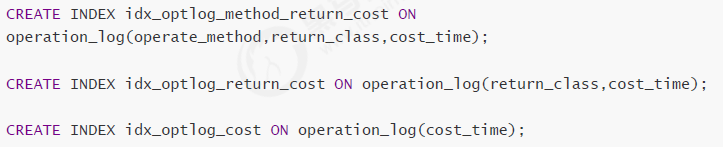 CREATE INDEX idx_optlog_method_return_cost ON
operation_log(operate_method,return_class,cost_time);
CREATE INDEX idx_optlog_return_cost ON operation_log(return_class,cost_time);
CREATE INDEX idx_optlog_cost ON operation_log(cost_time);